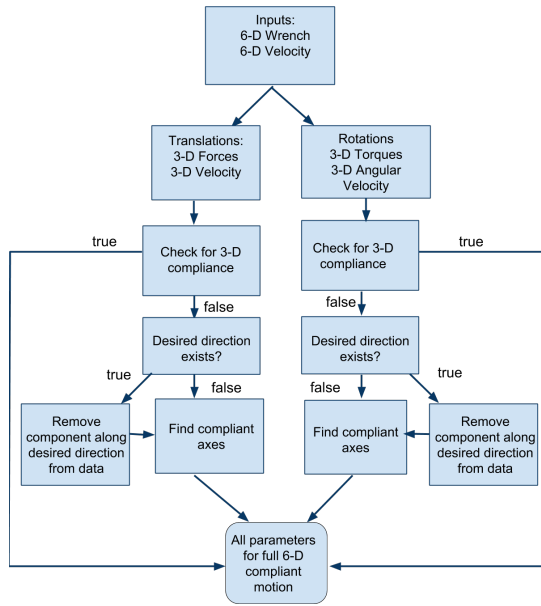 Inputs:
6-D Wrench
6-D Velocity
Translations:
3-D Forces
3-D Velocity
Rotations
3-D Torques
3-D Angular
Velocity
true
Check for 3-D
compliance
Check for 3-D
compliance
true
false
false
Desired direction
exists?
Desired direction
exists?
true
false
false
true
Remove
component along
desired direction
from data
Find compliant
axes
Find compliant
axes
Remove
component along
desired direction
from data
All parameters
for full 6-D
compliant
motion